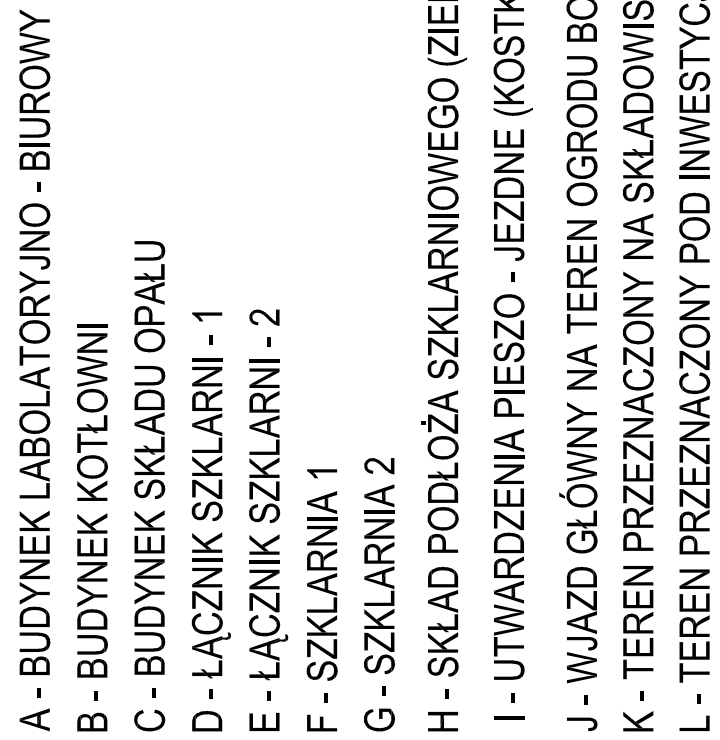 A - BUDYNEK LABOLATORYJNO - BIUROWY
B - BUDYNEK KOTŁOWNI
C - BUDYNEK SKŁADU OPAŁU
D - ŁĄCZNIK SZKLARNI - 1
E - ŁĄCZNIK SZKLARNI - 2
F - SZKLARNIA 1
G - SZKLARNIA 2
H - SKŁAD PODŁOŻA SZKLARNIOWEGO
I - UTWARDZENIA PIESZO - JEZDNE
J - WJAZD GŁÓWNY NA TEREN OGRODU
K - TEREN PRZEZNACZONY NA
L - TEREN PRZEZNACZONY POD